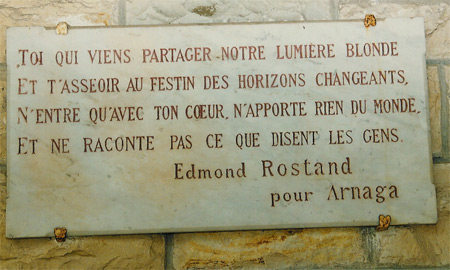 TOI QUI VIENS PARTAGER NOTRE LUMIÈRE BLONDE
ET T'ASSEOIR AU FESTIN DES HORIZONS CHANGEANTS,
N'ENTRE QU'AVEC TON CŒUR, N'APPORTE RIEN DU MONDE,
ET NE RACONTE PAS CE QUE DISENT LES GENS.
Edmond Rostand
pour Arnaga